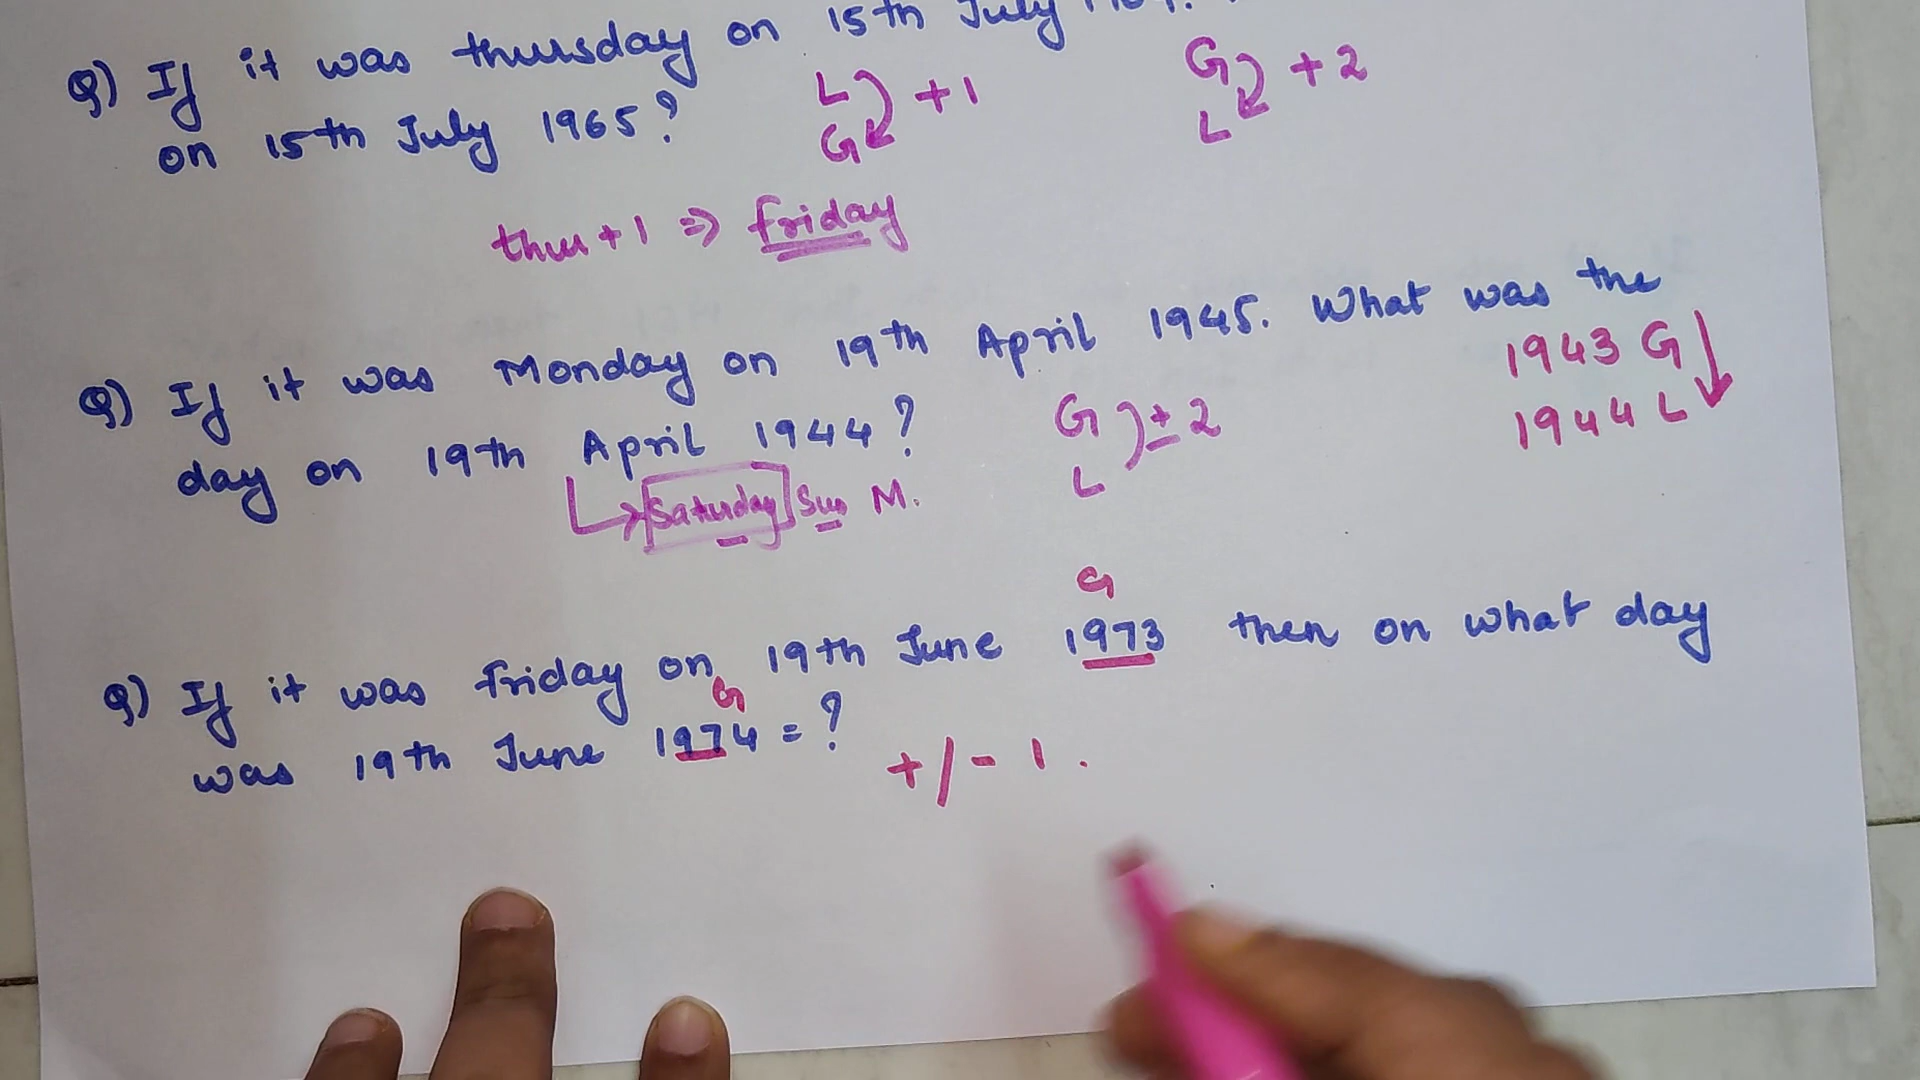 Q) If it was thursday on 15th July
on 15th July 1965?
L
G
+1
G
L
+2
thur + 1 => friday
Q) If it was Monday on 19th April 1945. What was the
day on 19th April 1944?
G
L
± 2
1943 G
1944 L
Saturday Sun M.
G
Q) If it was friday on 19th June 1973 then on what day
G
was 19th June 1974 = ?
+/- 1.